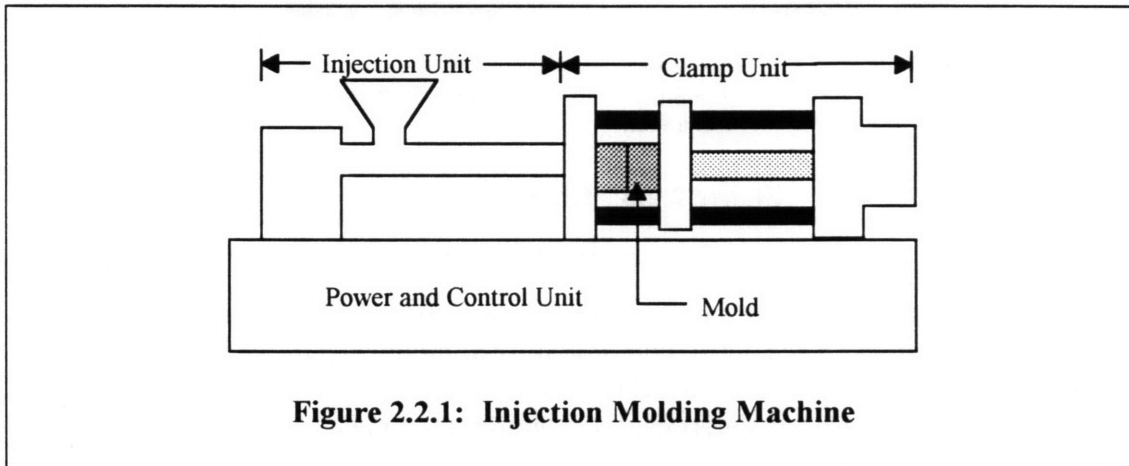 Injection Unit
Clamp Unit
Power and Control Unit
Mold
Figure 2.2.1: Injection Molding Machine